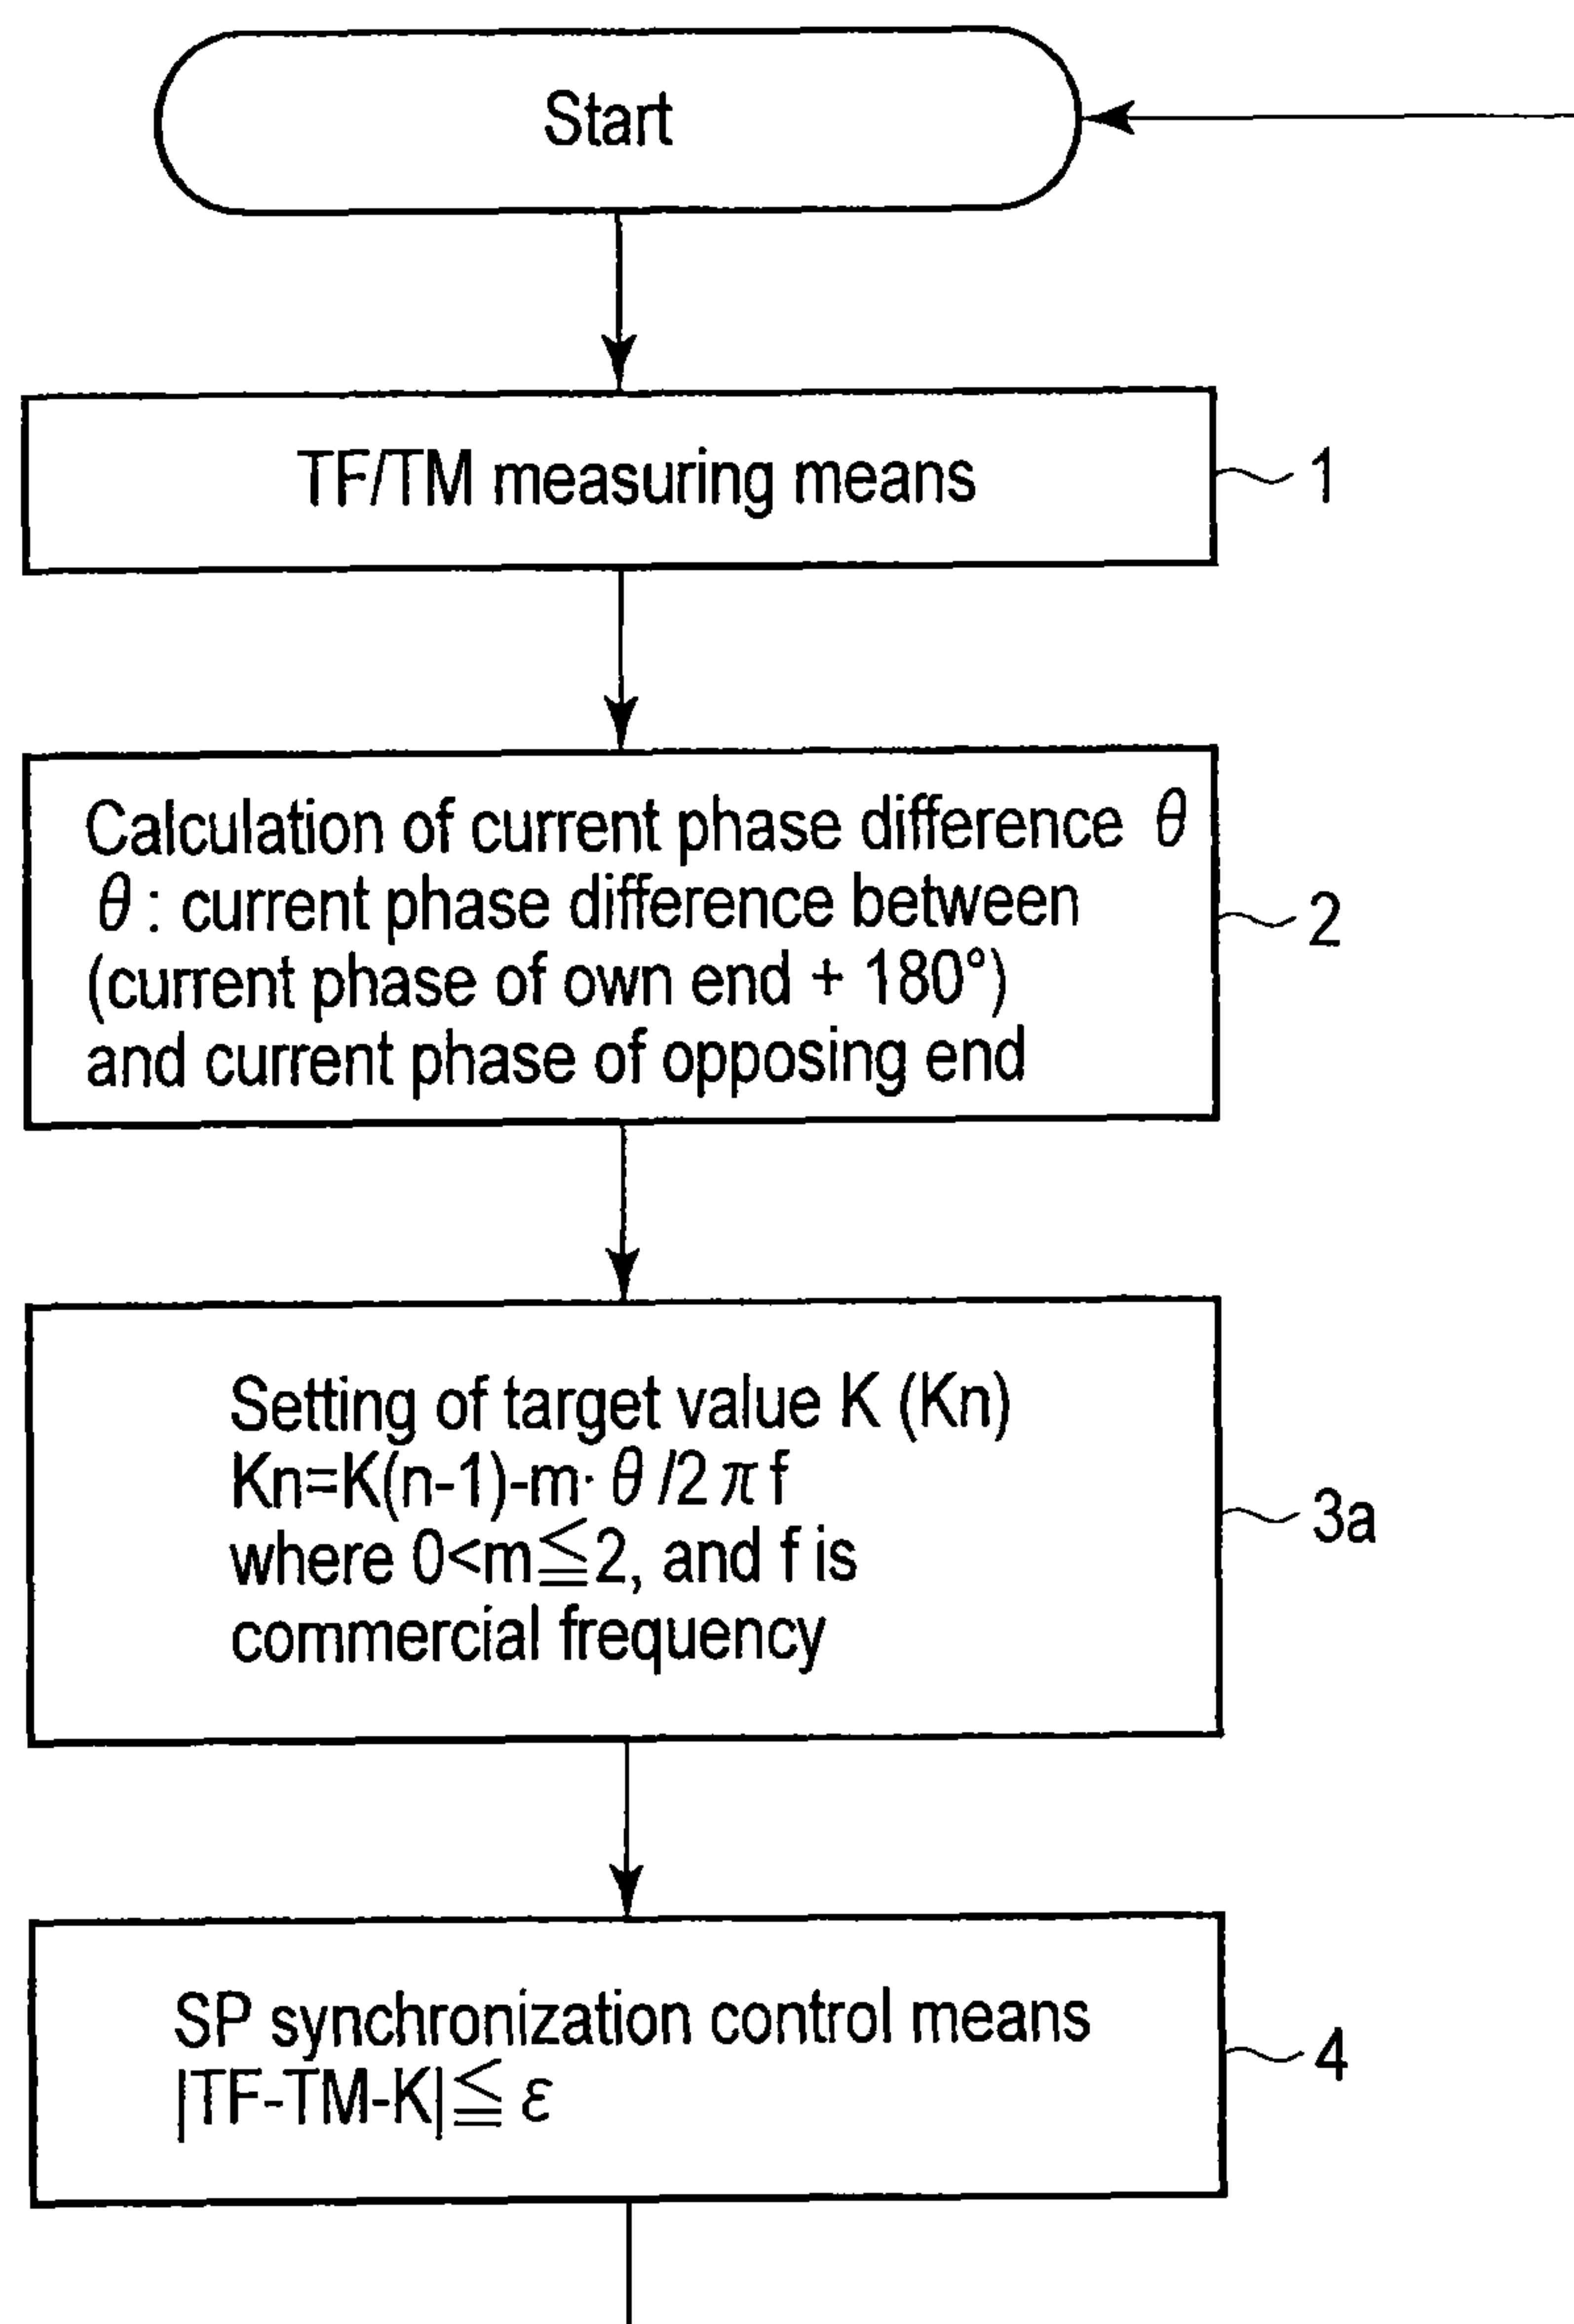 Start
TF/TM measuring means
1
Calculation of current phase difference θ
θ : current phase difference between
(current phase of own end + 180°)
and current phase of opposing end
2
Setting of target value K (Kn)
Kn=K(n-1)-m· θ /2 π f
where 0<m≦2, and f is
commercial frequency
3a
SP synchronization control means
|TF-TM-K|≦ ε
4